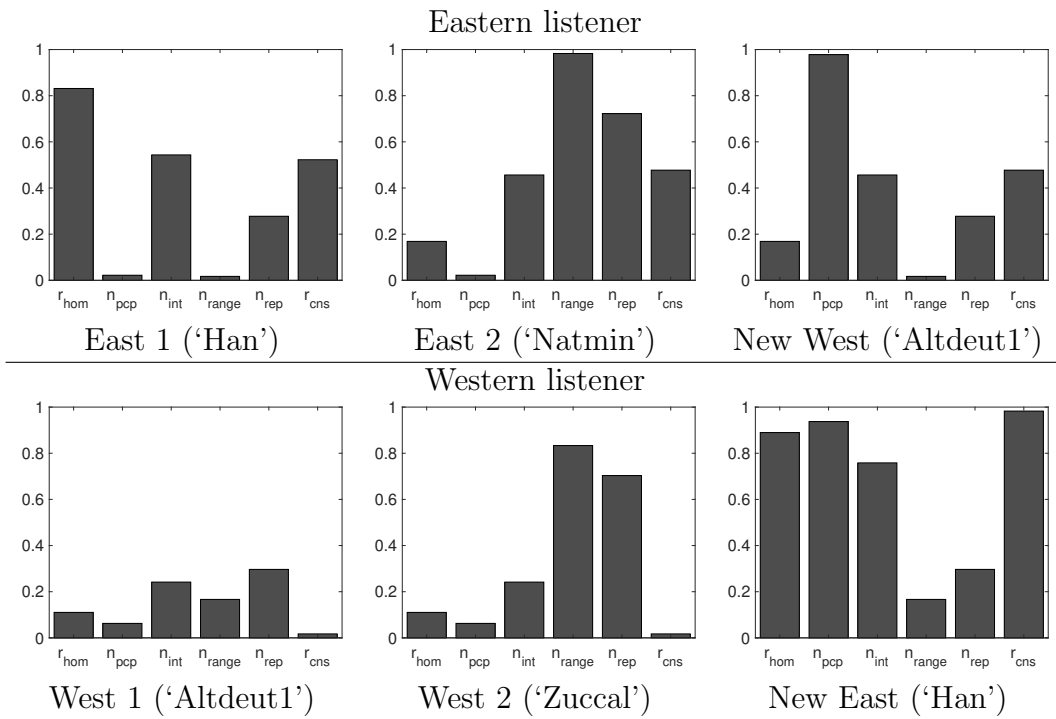 Eastern listener
1
0.8
0.6
0.4
0.2
0
r_hom n_pcp n_int n_range n_rep r_cns
East 1 (‘Han’)
1
0.8
0.6
0.4
0.2
0
r_hom n_pcp n_int n_range n_rep r_cns
East 2 (‘Natmin’)
1
0.8
0.6
0.4
0.2
0
r_hom n_pcp n_int n_range n_rep r_cns
New West (‘Altdeut1’)
Western listener
1
0.8
0.6
0.4
0.2
0
r_hom n_pcp n_int n_range n_rep r_cns
West 1 (‘Altdeut1’)
1
0.8
0.6
0.4
0.2
0
r_hom n_pcp n_int n_range n_rep r_cns
West 2 (‘Zuccal’)
1
0.8
0.6
0.4
0.2
0
r_hom n_pcp n_int n_range n_rep r_cns
New East (‘Han’)